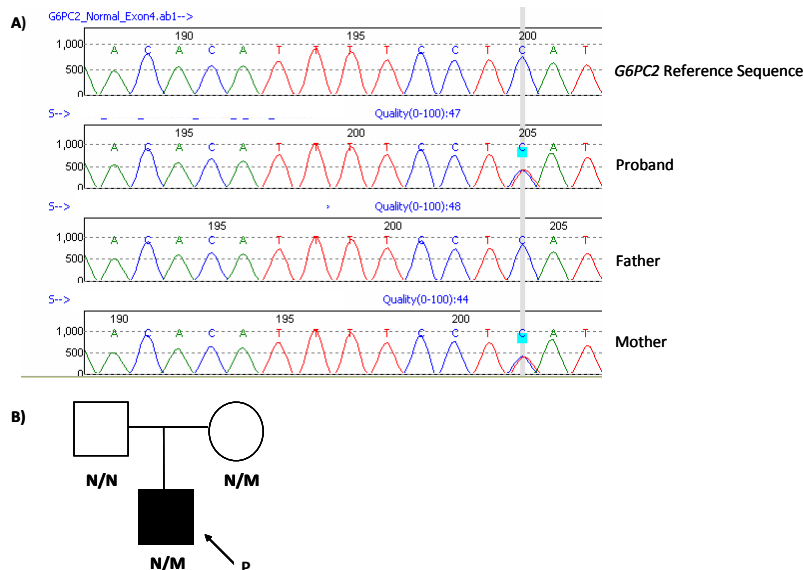 A)
G6PC2_Normal_Exon4.ab1-->
190 195 200
1,000
500
0
A C A C A T T T T C C T C A T
G6PC2 Reference Sequence
S--> Quality(0-100):47
195 200 205
1,000
500
0
A C A C A T T T T C C T C A T
Proband
S--> Quality(0-100):48
195 200 205
1,000
500
0
A C A C A T T T T C C T C A T
Father
S--> Quality(0-100):44
190 195 200
1,000
500
0
A C A C A T T T T C C T C A T
Mother
B)
N/N N/M
N/M P